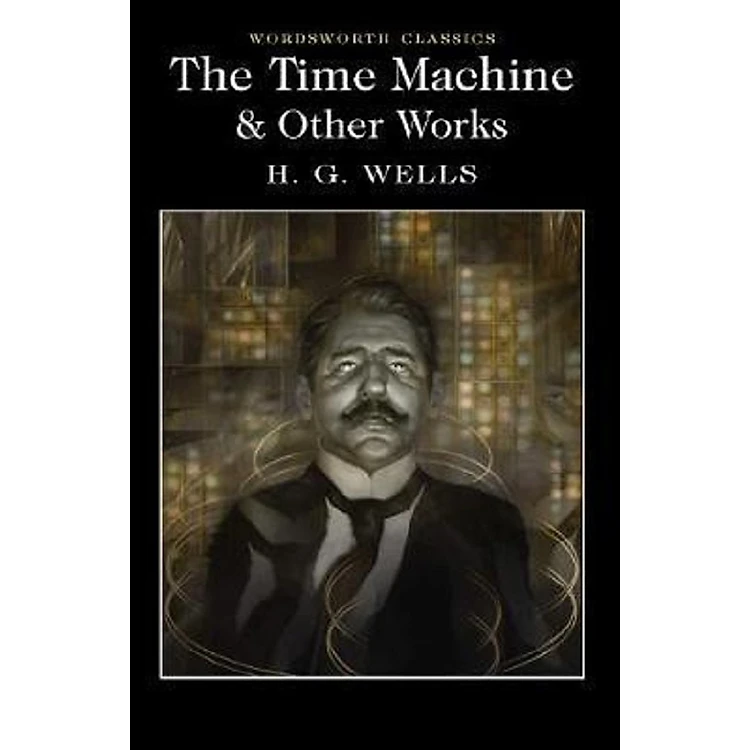 WORDSWORTH CLASSICS
The Time Machine
& Other Works
H. G. WELLS